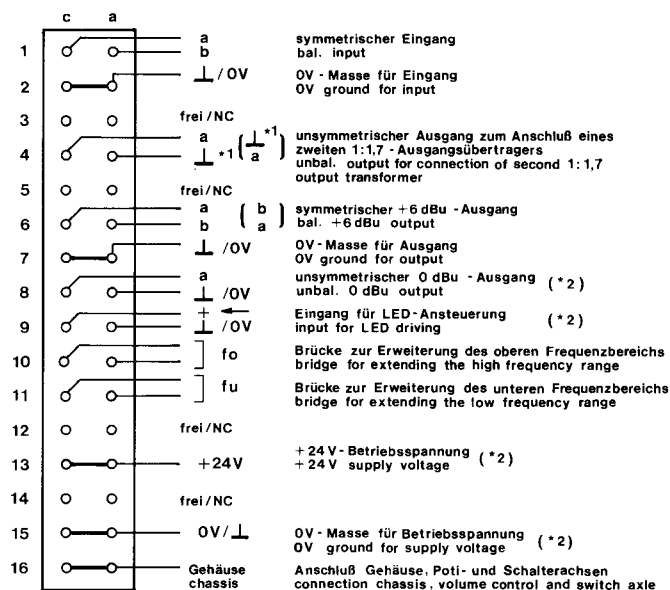 c a
1 a symmetrischer Eingang
b bal. input
2 ⊥/0V 0V - Masse für Eingang
0V ground for input
3 frei/NC
4 a (⊥*1 unsymmetrischer Ausgang zum Anschluß eines
⊥*1 a) zweiten 1:1,7 - Ausgangsübertragers
unbal. output for connection of second 1:1,7
output transformer
5 frei/NC
6 a (b symmetrischer +6 dBu - Ausgang
b a) bal. +6 dBu output
7 ⊥/0V 0V - Masse für Ausgang
0V ground for output
8 a unsymmetrischer 0 dBu - Ausgang (*2)
⊥/0V unbal. 0 dBu output
9 + ← Eingang für LED-Ansteuerung (*2)
⊥/0V input for LED driving
10 fo Brücke zur Erweiterung des oberen Frequenzbereichs
bridge for extending the high frequency range
11 fu Brücke zur Erweiterung des unteren Frequenzbereichs
bridge for extending the low frequency range
12 frei/NC
13 +24V +24V - Betriebsspannung (*2)
+24V supply voltage
14 frei/NC
15 0V/⊥ 0V - Masse für Betriebsspannung (*2)
0V ground for supply voltage
16 Gehäuse Anschluß Gehäuse, Poti- und Schalterachsen
chassis connection chassis, volume control and switch axle